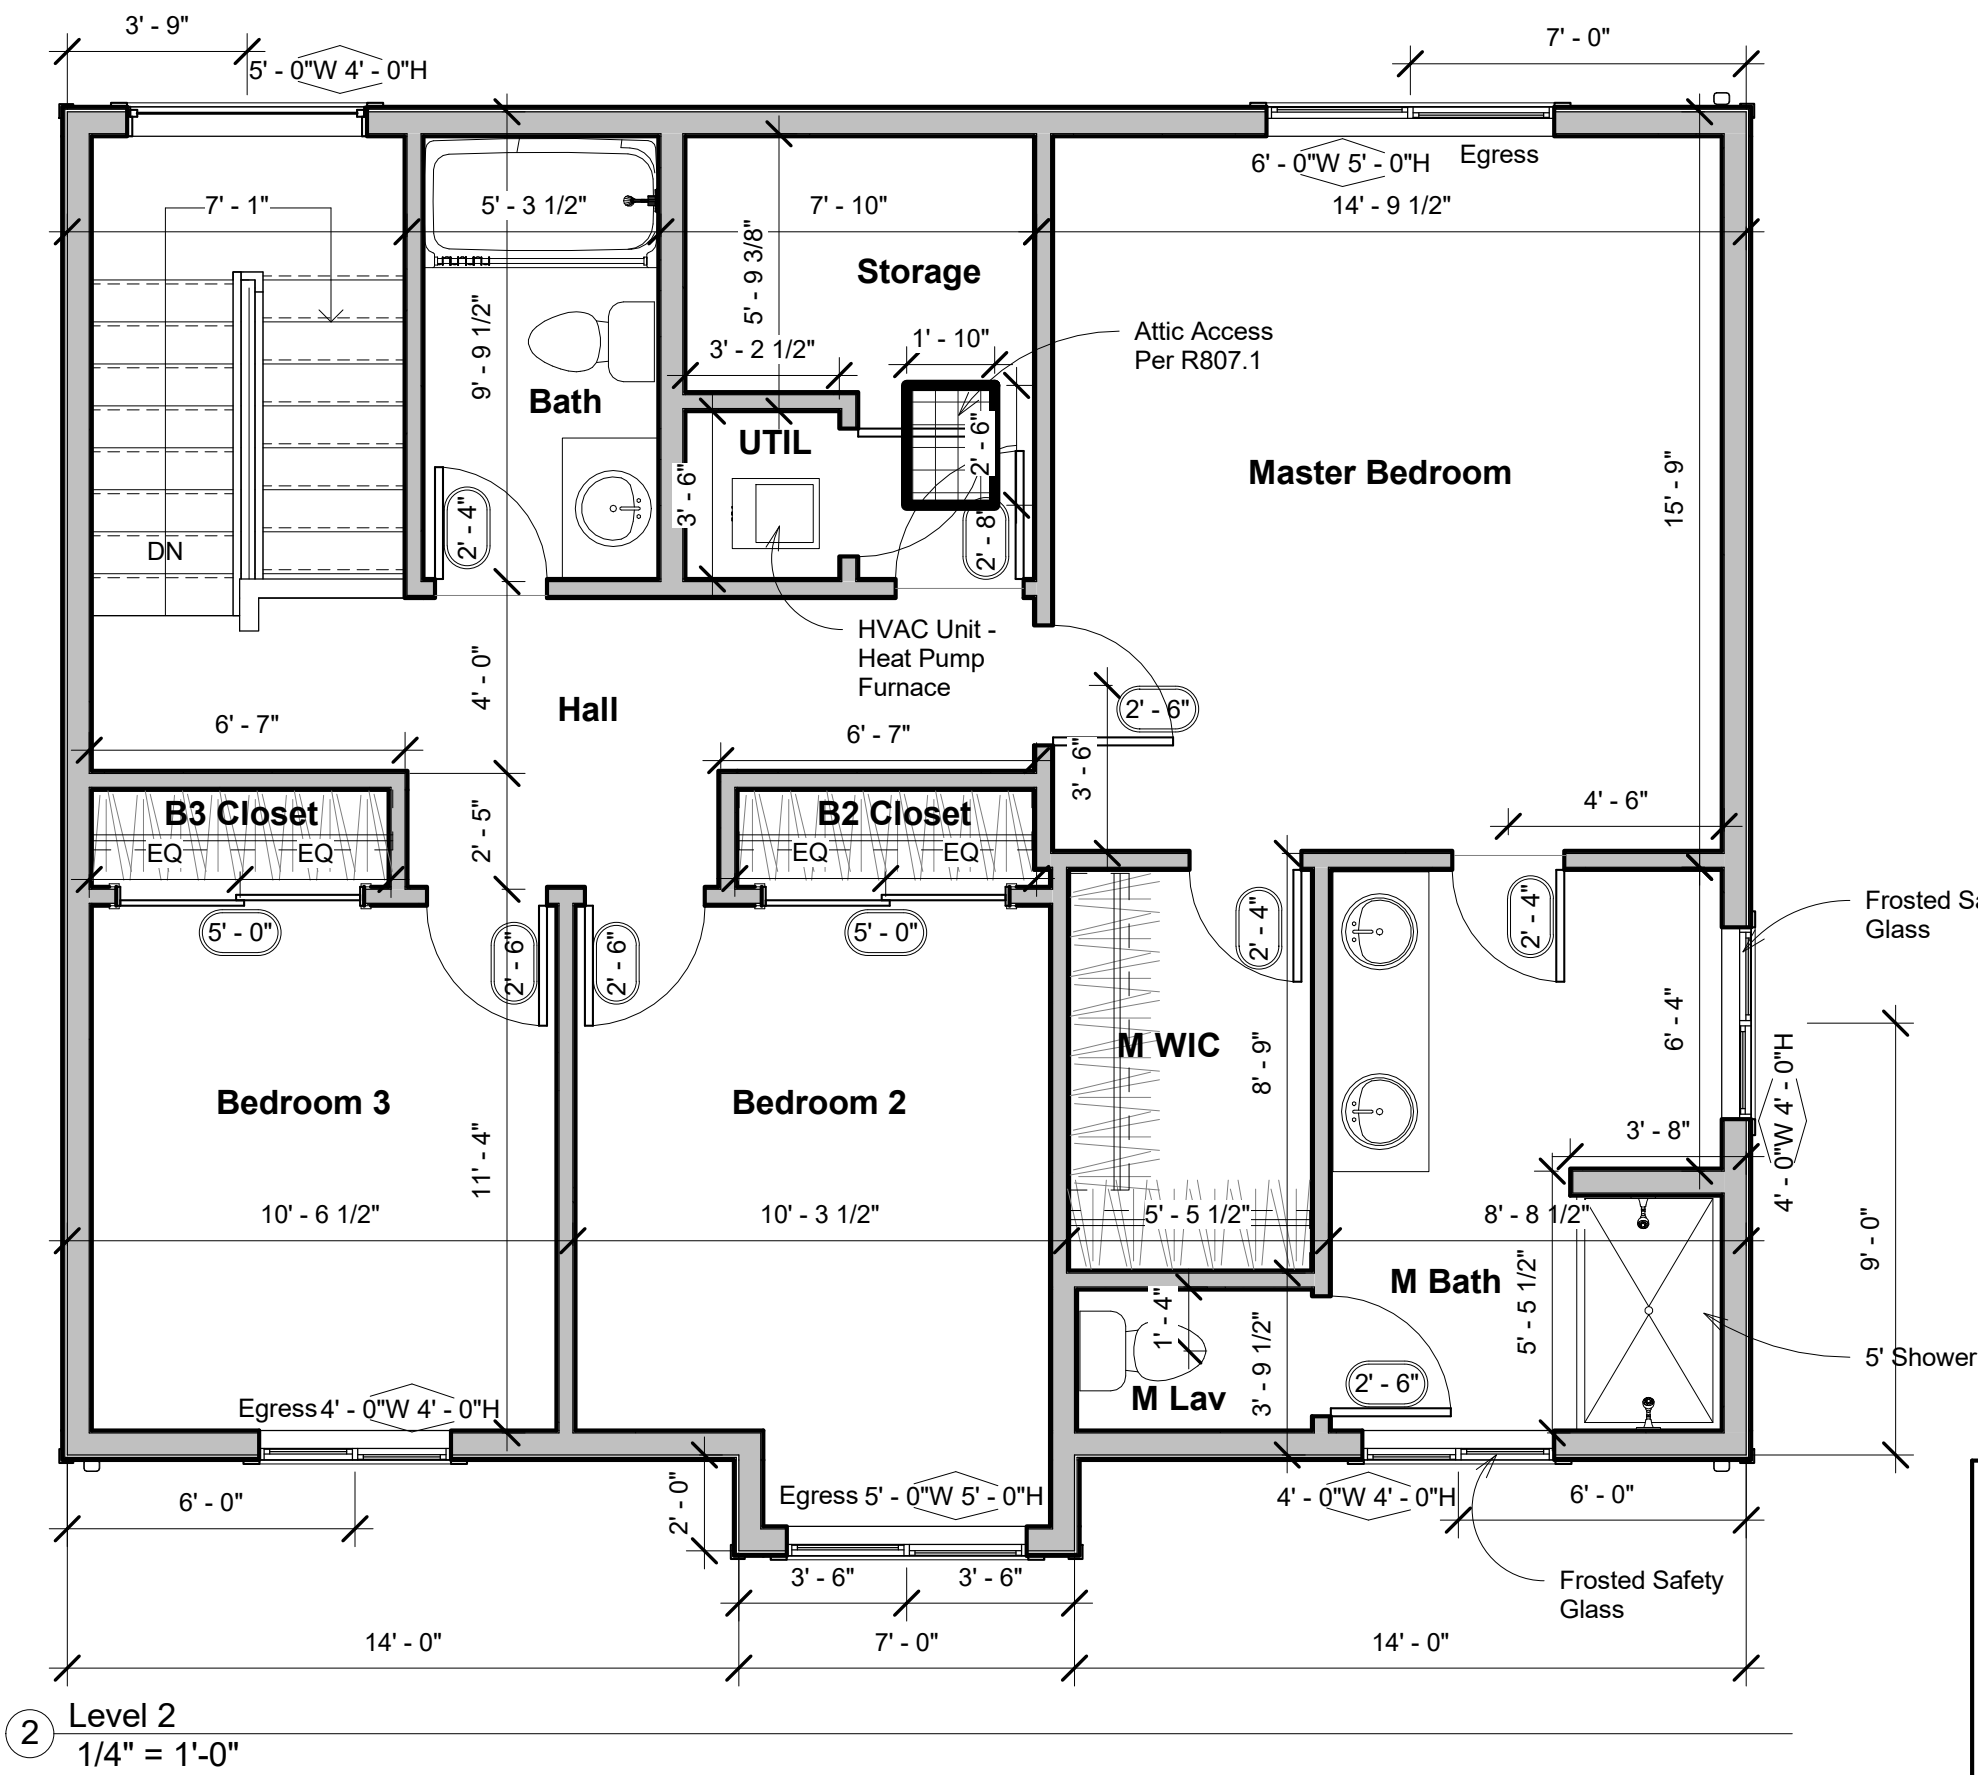 3' - 9"
7' - 0"
5' - 0"W 4' - 0"H
6' - 0"W 5' - 0"H
Egress
7' - 1"
5' - 3 1/2"
7' - 10"
14' - 9 1/2"
5' - 9 3/8"
Storage
9' - 9 1/2"
3' - 2 1/2"
1' - 10"
Attic Access
Per R807.1
Bath
UTIL
2' - 6"
Master Bedroom
15' - 9"
3' - 6"
2' - 4"
2' - 8"
DN
HVAC Unit -
Heat Pump
Furnace
4' - 0"
Hall
2' - 6"
6' - 7"
6' - 7"
3' - 6"
B3 Closet
EQ
EQ
2' - 5"
B2 Closet
EQ
EQ
4' - 6"
5' - 0"
2' - 6"
2' - 6"
5' - 0"
2' - 4"
2' - 4"
Frosted Sa
Glass
6' - 4"
M WIC
8' - 9"
4' - 0"W 4' - 0"H
Bedroom 3
Bedroom 2
11' - 4"
3' - 8"
10' - 6 1/2"
10' - 3 1/2"
5' - 5 1/2"
8' - 8 1/2"
9' - 0"
M Bath
5' - 5 1/2"
1' - 4"
3' - 9 1/2"
5' Shower
2' - 6"
M Lav
Egress 4' - 0"W 4' - 0"H
Egress 5' - 0"W 5' - 0"H
4' - 0"W 4' - 0"H
6' - 0"
2' - 0"
6' - 0"
3' - 6"
3' - 6"
Frosted Safety
Glass
14' - 0"
7' - 0"
14' - 0"
2
Level 2
1/4" = 1'-0"